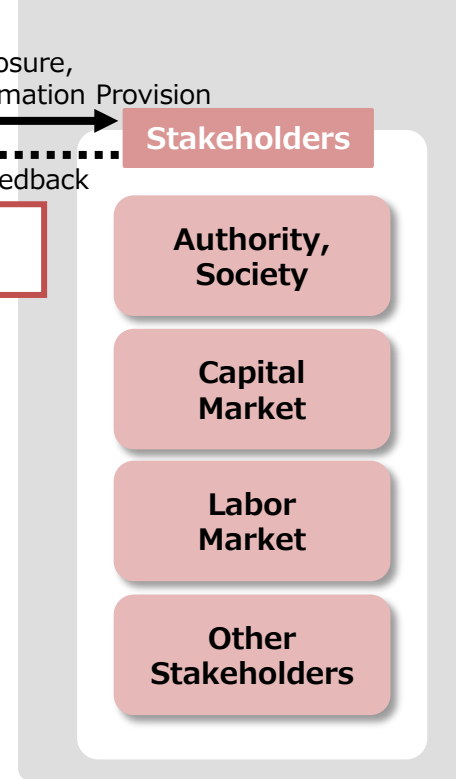 osure,
mation Provision
edback
Stakeholders
Authority,
Society
Capital
Market
Labor
Market
Other
Stakeholders